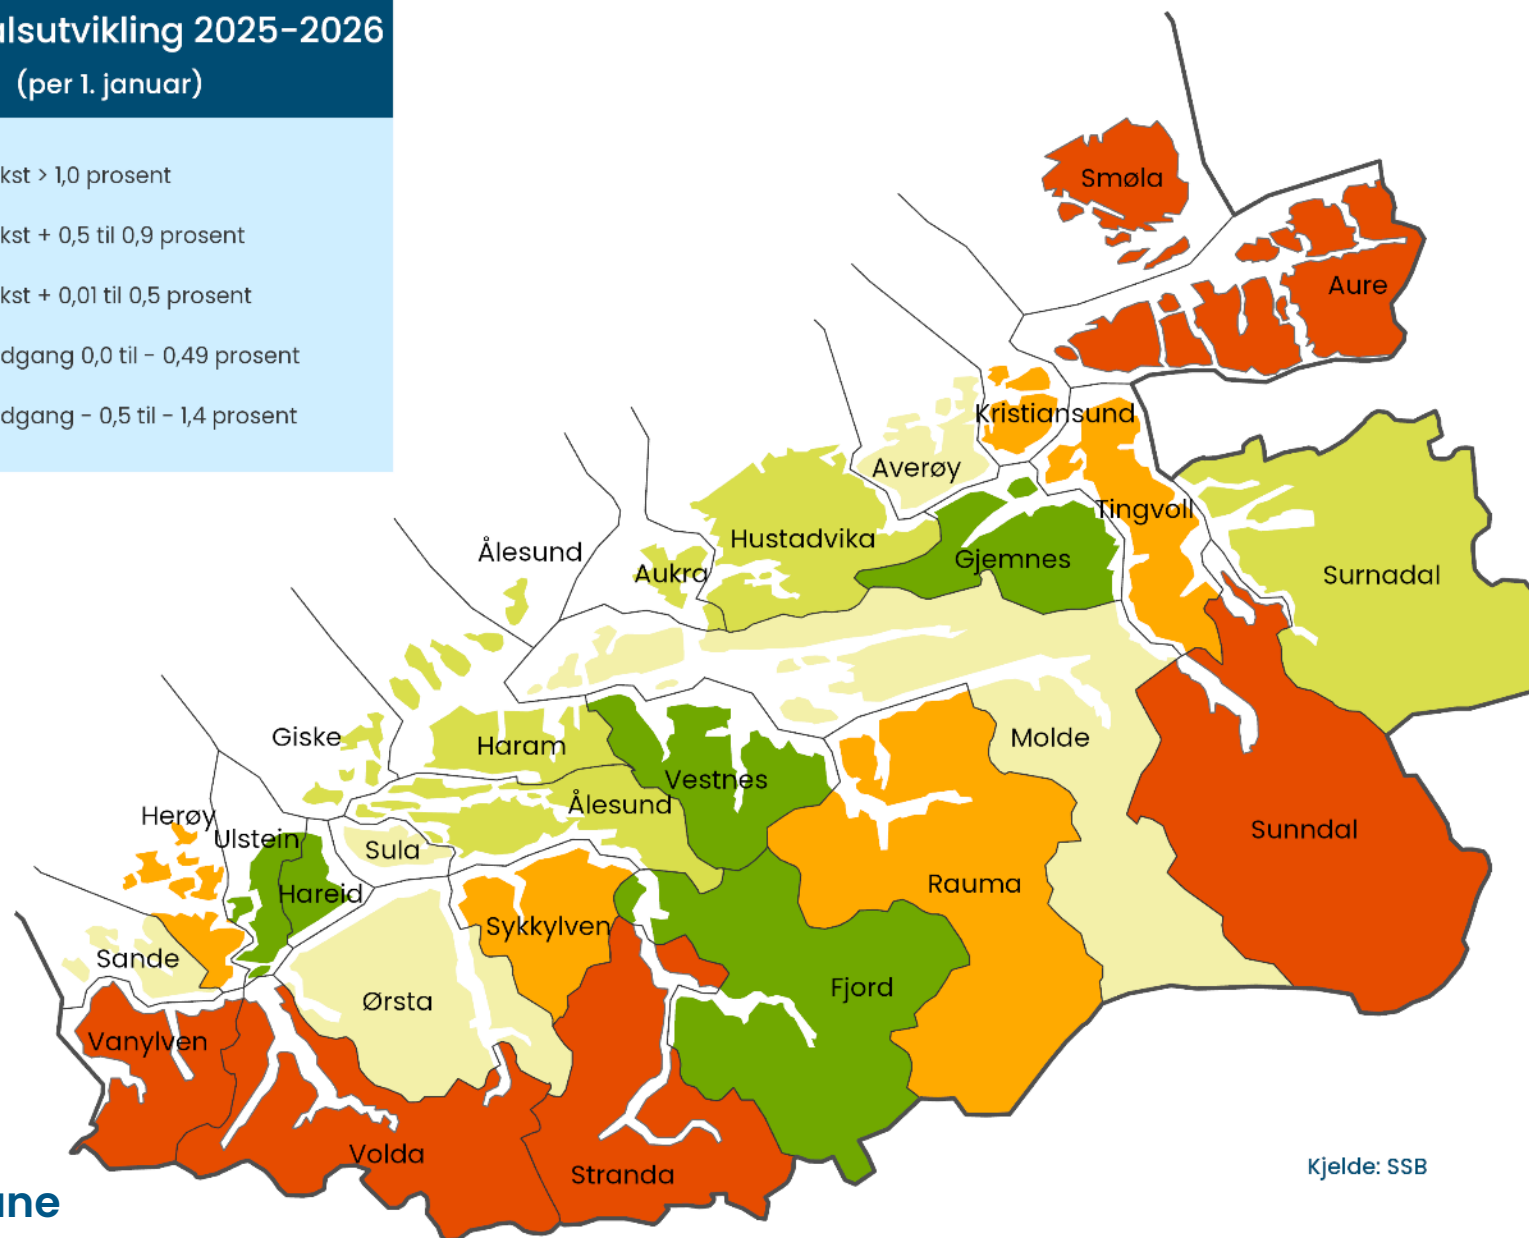 alsutvikling 2025-2026
(per 1. januar)
kst > 1,0 prosent
kst + 0,5 til 0,9 prosent
kst + 0,01 til 0,5 prosent
dgang 0,0 til - 0,49 prosent
dgang - 0,5 til - 1,4 prosent
Smøla
Aure
Kristiansund
Averøy
Tingvoll
Hustadvika
Ålesund
Gjemnes
Aukra
Surnadal
Giske
Haram
Molde
Vestnes
Ålesund
Herøy
Ulstein
Sunndal
Sula
Rauma
Hareid
Sykkylven
Sande
Fjord
Ørsta
Vanylven
Volda
Stranda
Kjelde: SSB
une